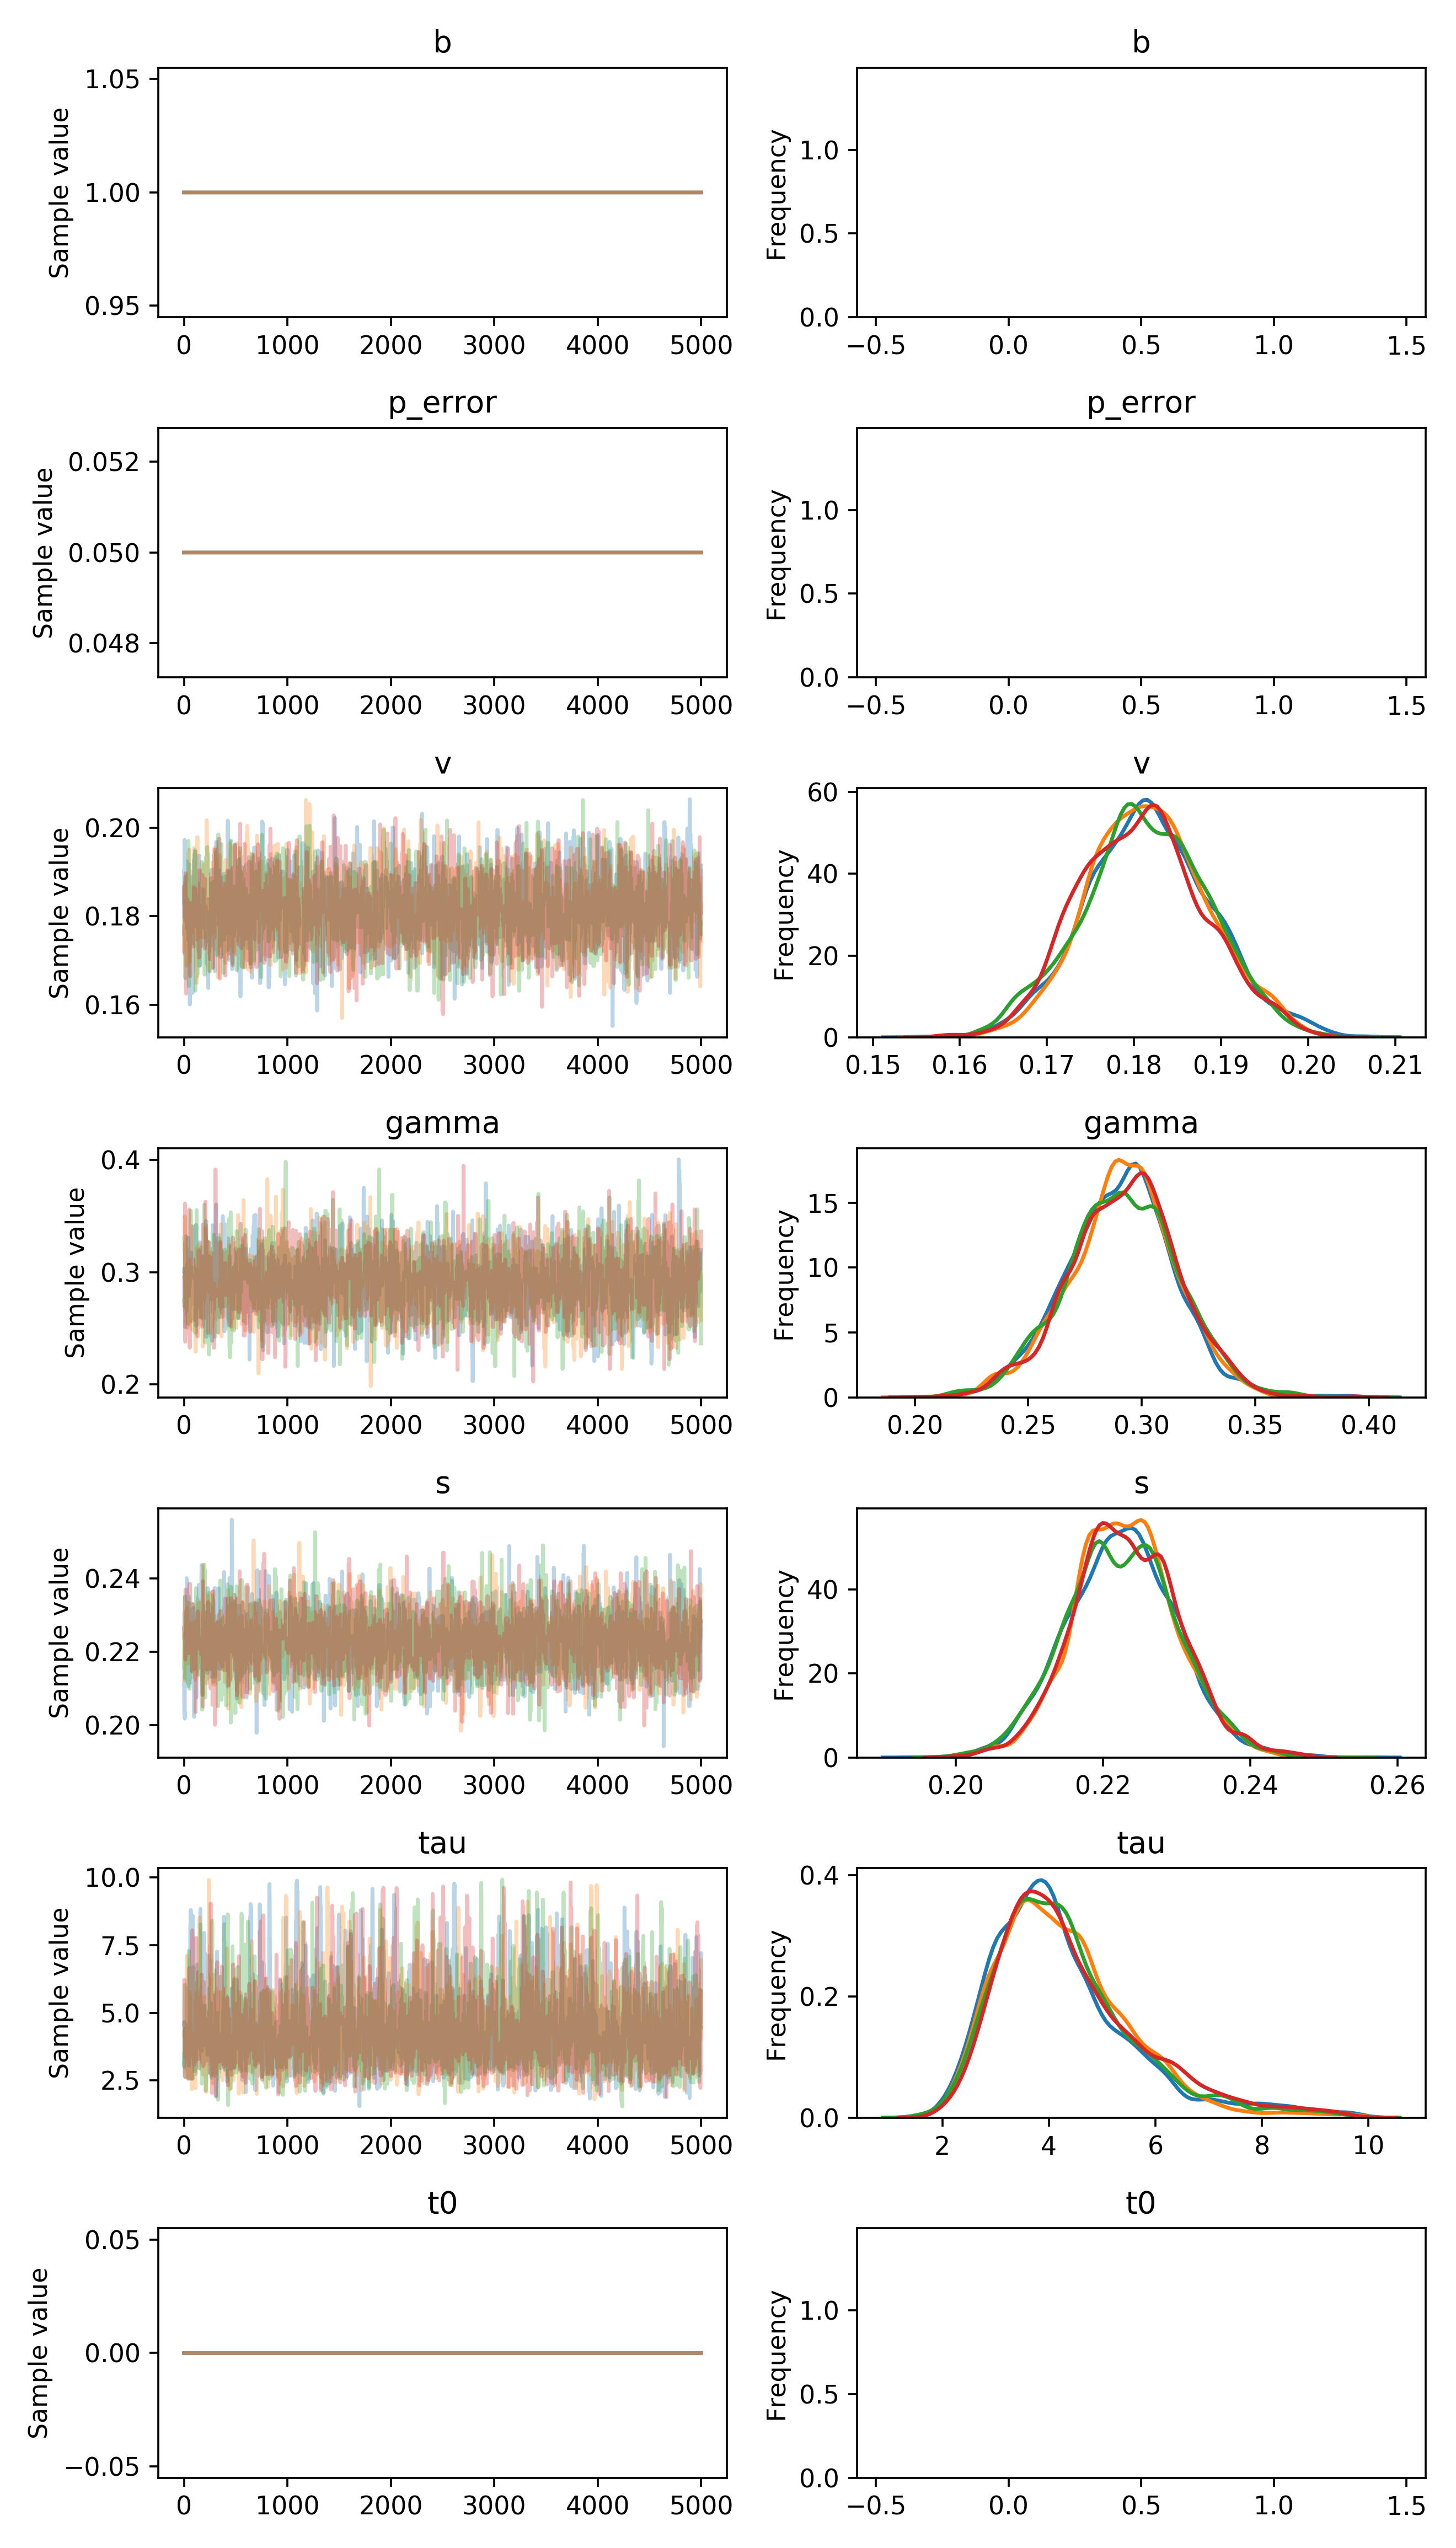 b
b
Sample value
1.05
1.00
0.95
0 1000 2000 3000 4000 5000
Frequency
1.0
0.5
0.0
−0.5 0.0 0.5 1.0 1.5
p_error
p_error
Sample value
0.052
0.050
0.048
0 1000 2000 3000 4000 5000
Frequency
1.0
0.5
0.0
−0.5 0.0 0.5 1.0 1.5
v
v
Sample value
0.20
0.18
0.16
0 1000 2000 3000 4000 5000
Frequency
60
40
20
0
0.15 0.16 0.17 0.18 0.19 0.20 0.21
gamma
gamma
Sample value
0.4
0.3
0.2
0 1000 2000 3000 4000 5000
Frequency
15
10
5
0
0.20 0.25 0.30 0.35 0.40
s
s
Sample value
0.24
0.22
0.20
0 1000 2000 3000 4000 5000
Frequency
40
20
0
0.20 0.22 0.24 0.26
tau
tau
Sample value
10.0
7.5
5.0
2.5
0 1000 2000 3000 4000 5000
Frequency
0.4
0.2
0.0
2 4 6 8 10
t0
t0
Sample value
0.05
0.00
−0.05
0 1000 2000 3000 4000 5000
Frequency
1.0
0.5
0.0
−0.5 0.0 0.5 1.0 1.5